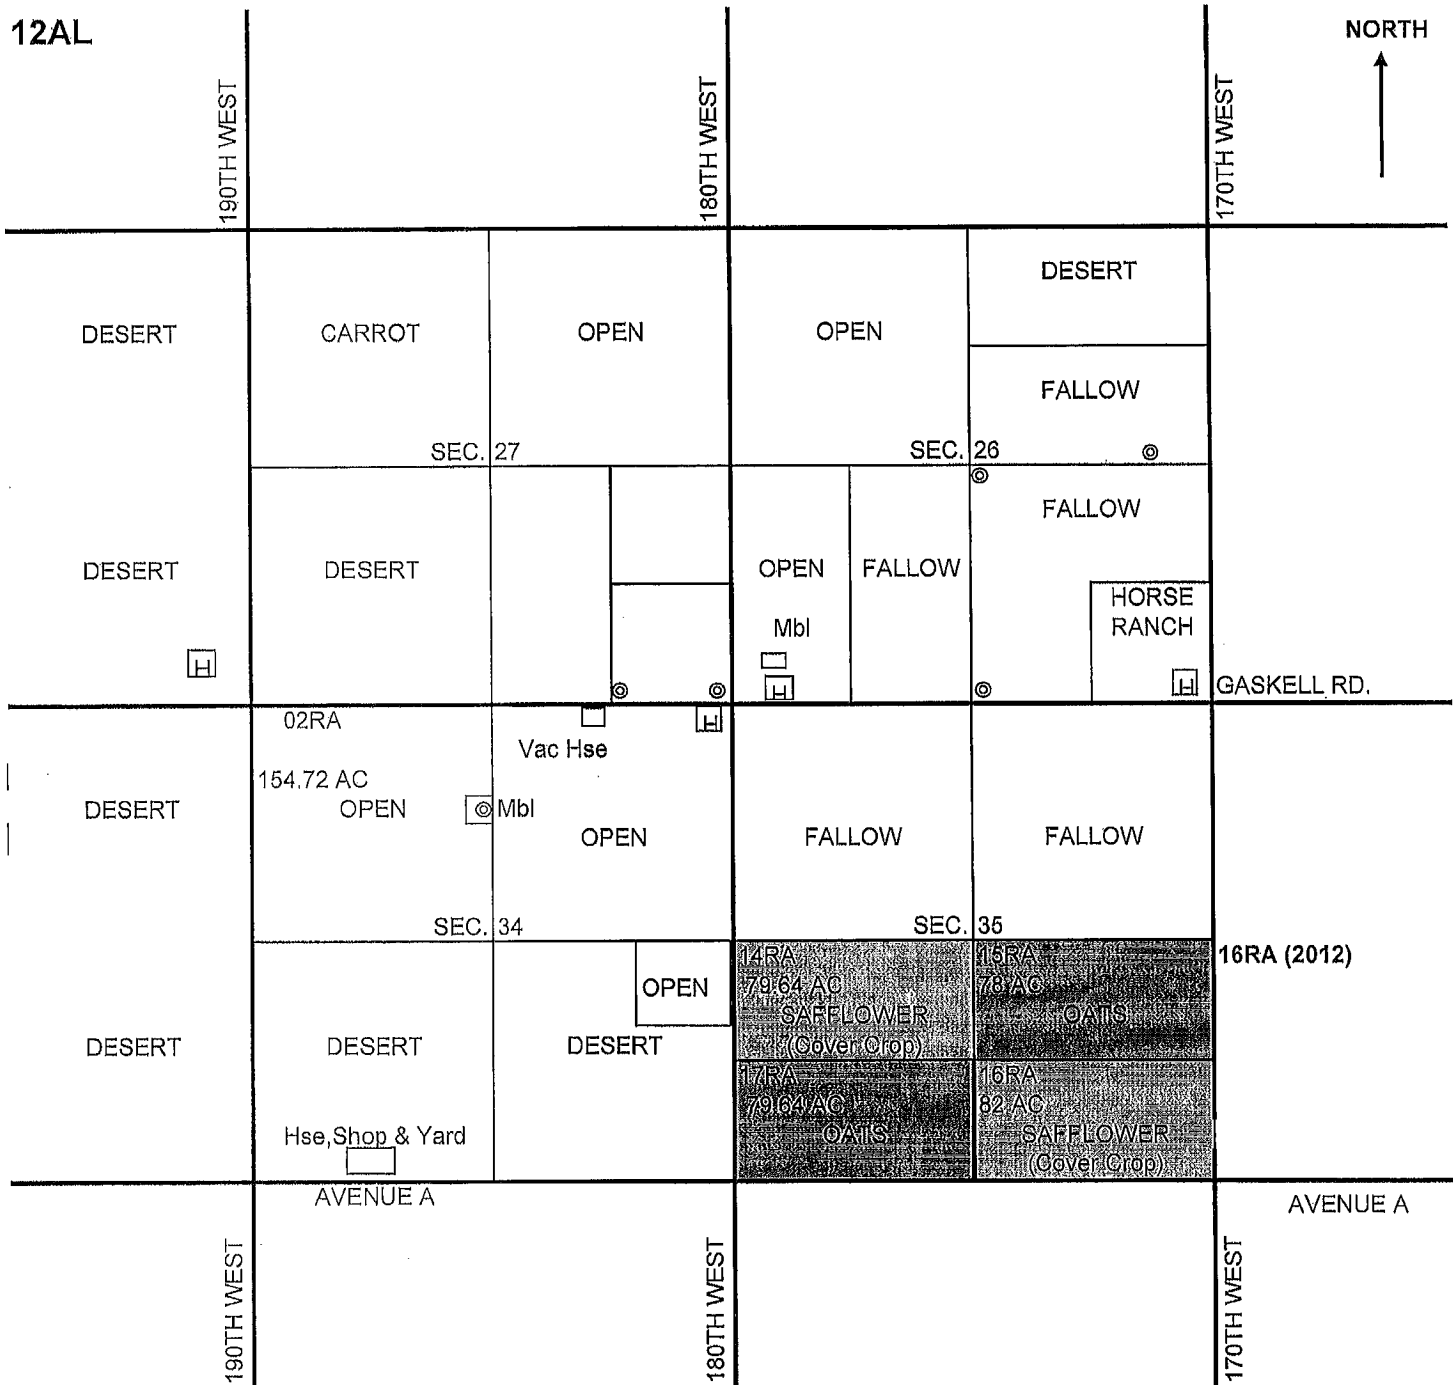 12AL
NORTH
190TH WEST
180TH WEST
170TH WEST
DESERT
DESERT
CARROT
OPEN
OPEN
FALLOW
SEC. 27
SEC. 26
FALLOW
DESERT
DESERT
OPEN
FALLOW
HORSE
RANCH
Mbl
H
H
H
GASKELL RD.
02RA
H
Vac Hse
154.72 AC
DESERT
OPEN
Mbl
OPEN
FALLOW
FALLOW
SEC. 34
SEC. 35
14RA
79.64 AC
SAFFLOWER
(Cover Crop)
15RA
78 AC
OATS
16RA (2012)
OPEN
DESERT
DESERT
DESERT
17RA
79.64 AC
OATS
16RA
82 AC
SAFFLOWER
(Cover Crop)
Hse,Shop & Yard
AVENUE A
AVENUE A
190TH WEST
180TH WEST
170TH WEST